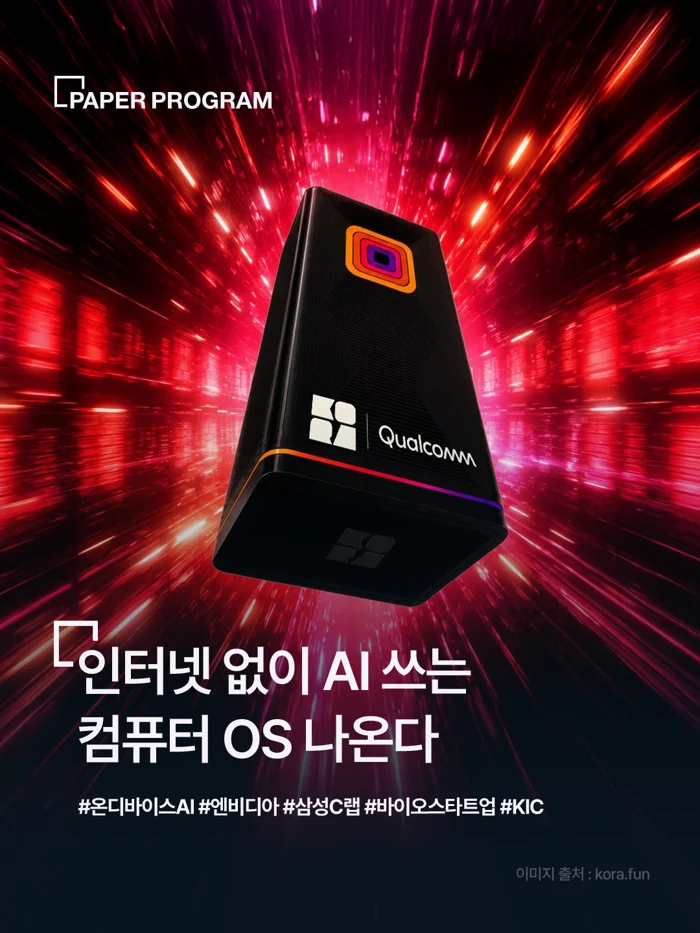 PAPER PROGRAM
KO
RA
Qualcomm
인터넷 없이 AI 쓰는
컴퓨터 OS 나온다
#온디바이스AI #엔비디아 #삼성C랩 #바이오스타트업 #KIC
이미지 출처 : kora.fun